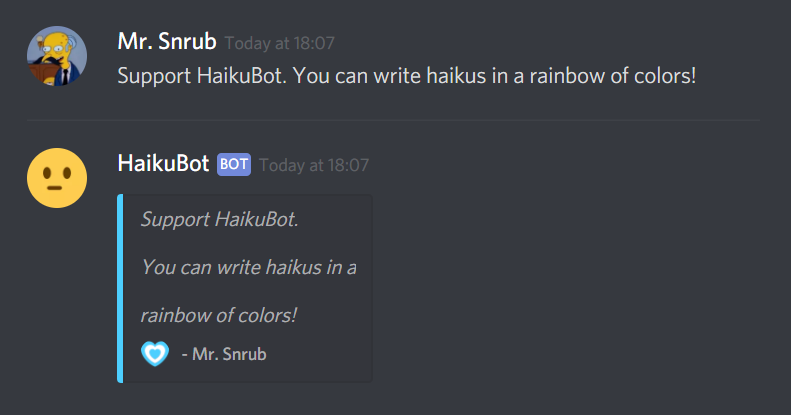 Mr. Snrub Today at 18:07
Support HaikuBot. You can write haikus in a rainbow of colors!
HaikuBot BOT Today at 18:07
Support HaikuBot.
You can write haikus in a
rainbow of colors!
- Mr. Snrub